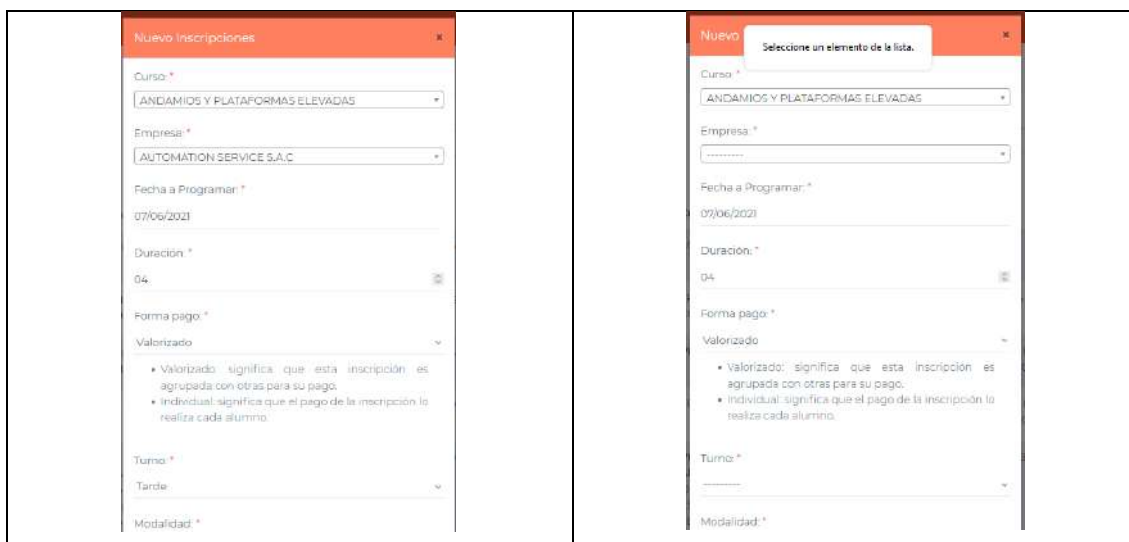 Nuevo Inscripciones
×
Curso: *
ANDAMIOS Y PLATAFORMAS ELEVADAS
Empresa: *
AUTOMATION SERVICE S.A.C
Fecha a Programar: *
07/06/2021
Duración: *
04
Forma pago: *
Valorizado
• Valorizado: significa que esta inscripción es
agrupada con otras para su pago.
• Individual: significa que el pago de la inscripción lo
realiza cada alumno.
Turno: *
Tarde
Modalidad: *
Nuevo
×
Seleccione un elemento de la lista.
Curso: *
ANDAMIOS Y PLATAFORMAS ELEVADAS
Empresa: *
---------
Fecha a Programar: *
07/06/2021
Duración: *
04
Forma pago: *
Valorizado
• Valorizado: significa que esta inscripción es
agrupada con otras para su pago.
• Individual: significa que el pago de la inscripción lo
realiza cada alumno.
Turno: *
---------
Modalidad: *